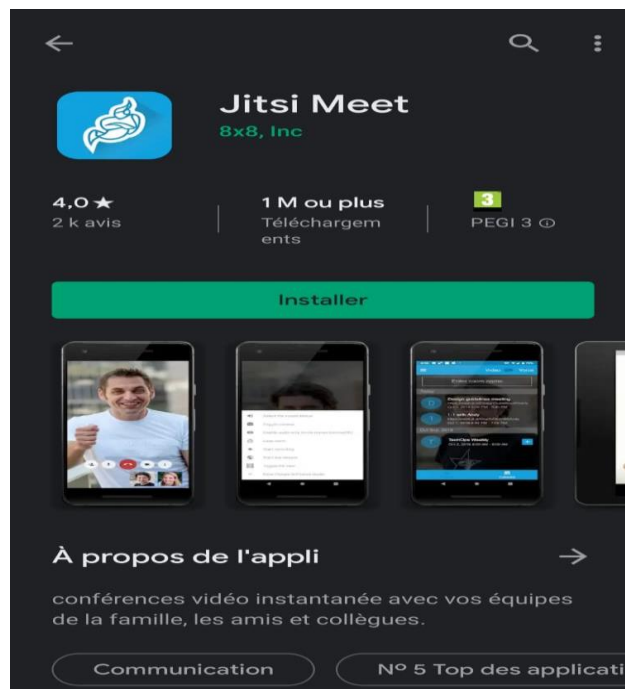 Jitsi Meet
8x8, Inc
4,0★
2 k avis
1 M ou plus
Téléchargem
ents
3
PEGI 3
Installer
À propos de l'appli
conférences vidéo instantanée avec vos équipes
de la famille, les amis et collègues.
Communication
Nº 5 Top des applicati